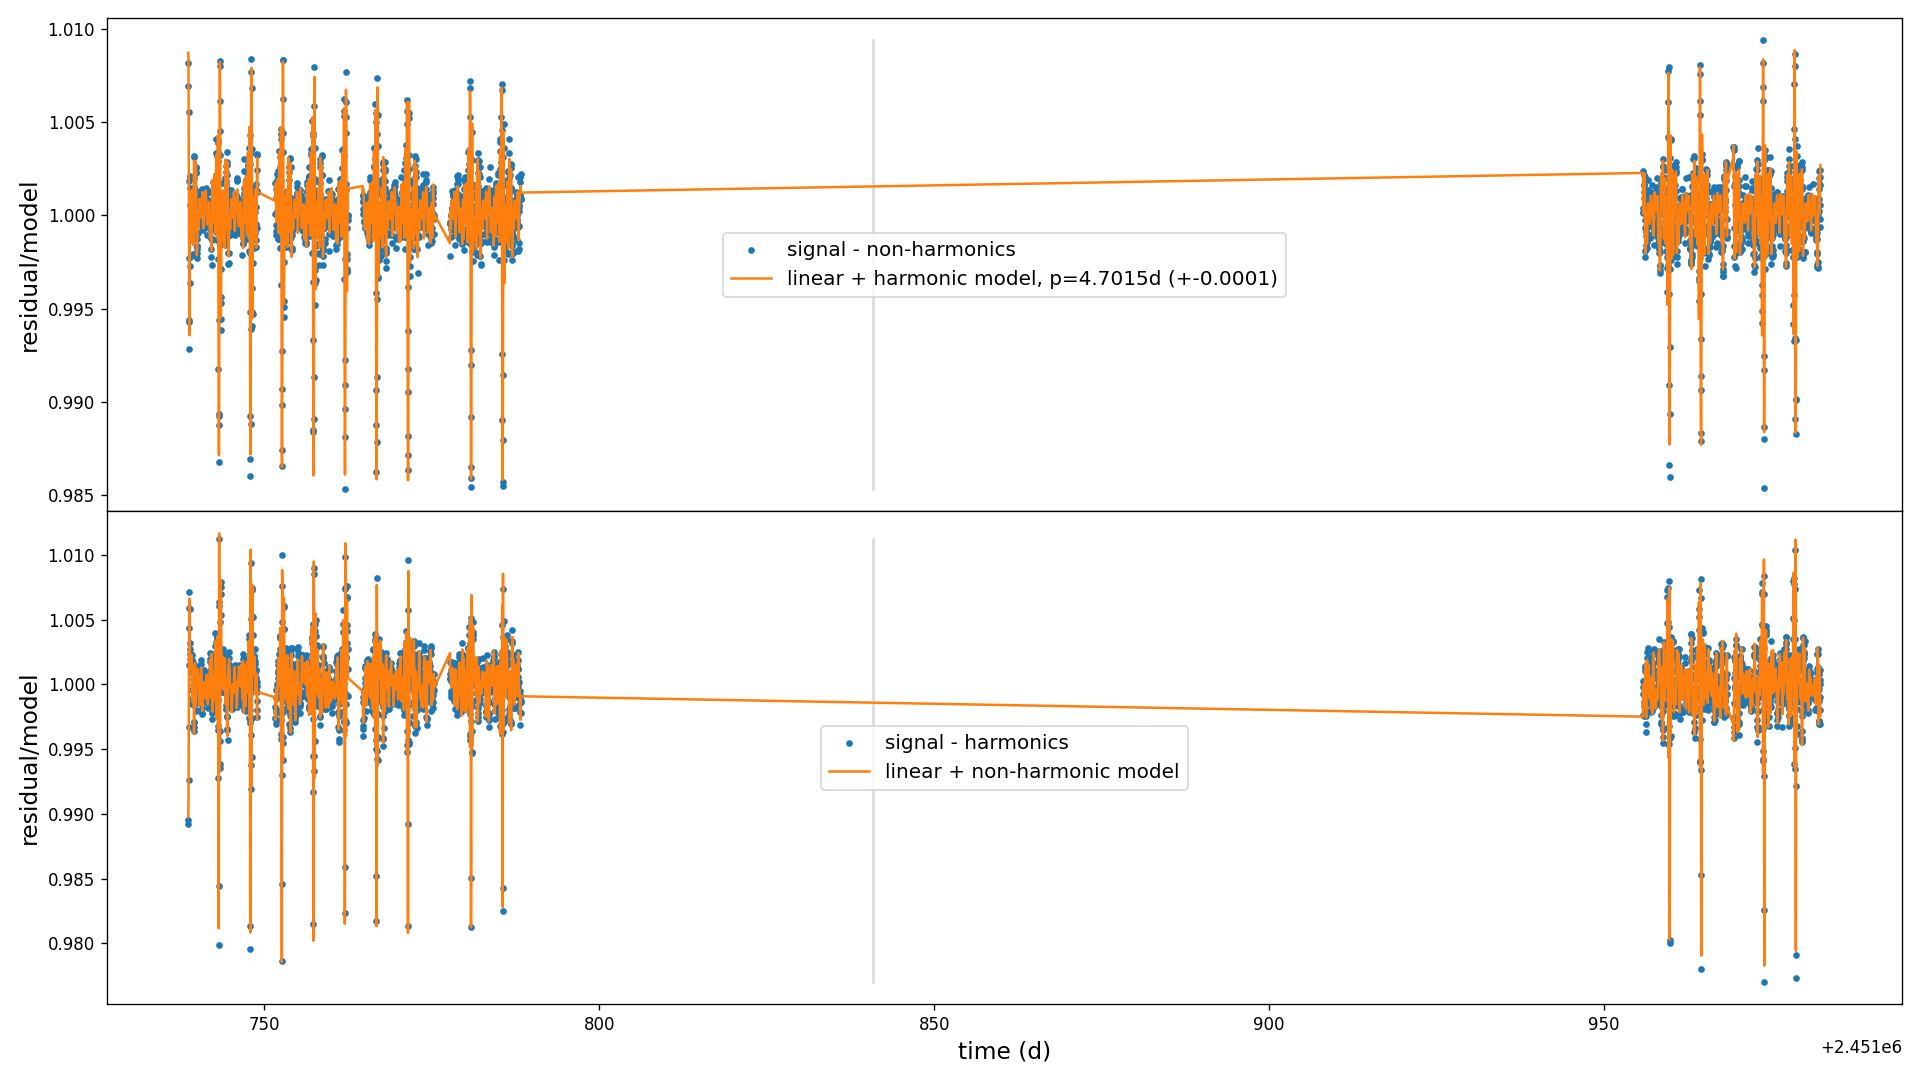 1.010
1.005
1.000
0.995
0.990
0.985
residual/model
signal - non-harmonics
linear + harmonic model, p=4.7015d (+-0.0001)
1.010
1.005
1.000
0.995
0.990
0.985
0.980
residual/model
signal - harmonics
linear + non-harmonic model
750
800
850
900
950
time (d)
+2.451e6